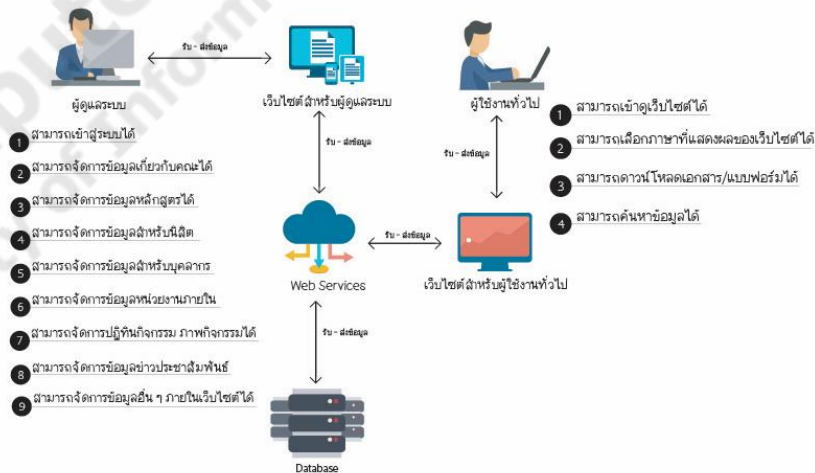 รับ - ส่งข้อมูล
ผู้ดูแลระบบ
เว็บไซต์สำหรับผู้ดูแลระบบ
ผู้ใช้งานทั่วไป
1 สามารถเข้าสู่ระบบได้
2 สามารถจัดการข้อมูลเกี่ยวกับคณะได้
3 สามารถจัดการข้อมูลหลักสูตรได้
4 สามารถจัดการข้อมูลสำหรับนิสิต
5 สามารถจัดการข้อมูลสำหรับบุคลากร
6 สามารถจัดการข้อมูลหน่วยงานภายใน
7 สามารถจัดการปฏิทินกิจกรรม ภาพกิจกรรมได้
8 สามารถจัดการข้อมูลข่าวประชาสัมพันธ์
9 สามารถจัดการข้อมูลอื่น ๆ ภายในเว็บไซต์ได้
รับ - ส่งข้อมูล
รับ - ส่งข้อมูล
1 สามารถเข้าดูเว็บไซต์ได้
2 สามารถเลือกภาษาที่แสดงผลของเว็บไซต์ได้
3 สามารถดาวน์โหลดเอกสาร/แบบฟอร์มได้
4 สามารถค้นหาข้อมูลได้
รับ - ส่งข้อมูล
Web Services
เว็บไซต์สำหรับผู้ใช้งานทั่วไป
รับ - ส่งข้อมูล
Database